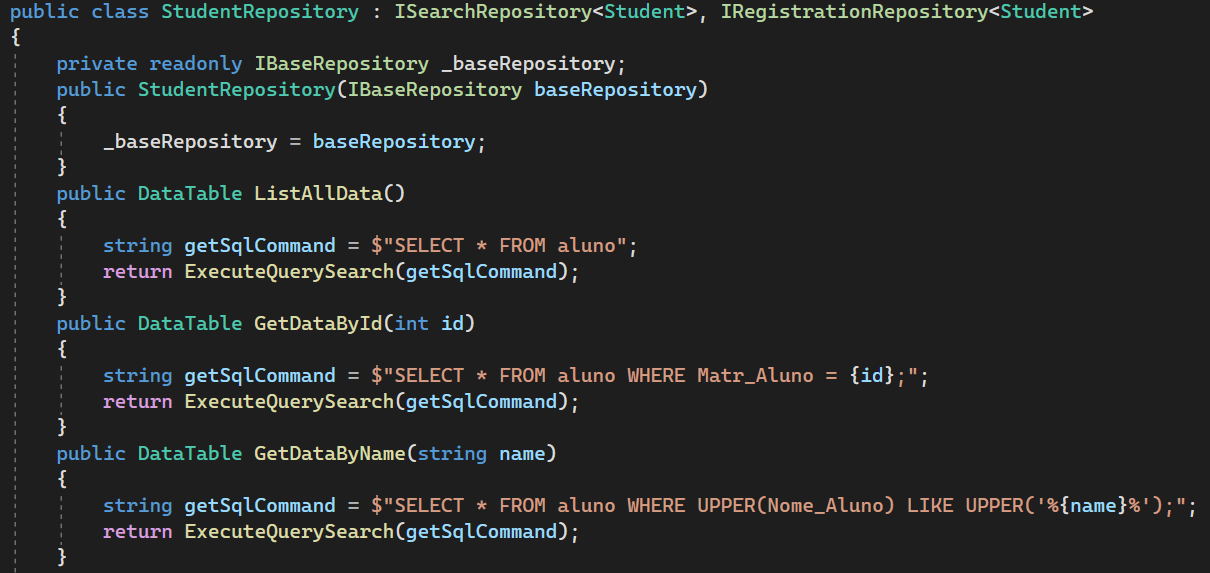 public class StudentRepository : ISearchRepository<Student>, IRegistrationRepository<Student>
{
    private readonly IBaseRepository _baseRepository;
    public StudentRepository(IBaseRepository baseRepository)
    {
        _baseRepository = baseRepository;
    }
    public DataTable ListAllData()
    {
        string getSqlCommand = $"SELECT * FROM aluno";
        return ExecuteQuerySearch(getSqlCommand);
    }
    public DataTable GetDataById(int id)
    {
        string getSqlCommand = $"SELECT * FROM aluno WHERE Matr_Aluno = {id};";
        return ExecuteQuerySearch(getSqlCommand);
    }
    public DataTable GetDataByName(string name)
    {
        string getSqlCommand = $"SELECT * FROM aluno WHERE UPPER(Nome_Aluno) LIKE UPPER('%{name}%');";
        return ExecuteQuerySearch(getSqlCommand);
    }